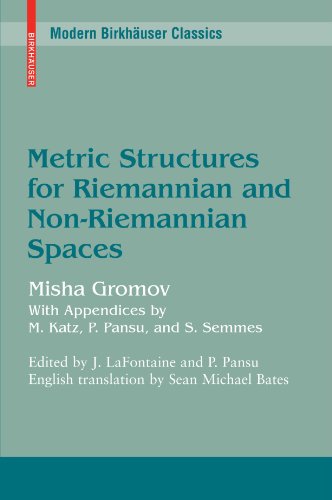 BIRKHÄUSER
Modern Birkhäuser Classics
Metric Structures
for Riemannian and
Non-Riemannian
Spaces
Misha Gromov
With Appendices by
M. Katz, P. Pansu, and S. Semmes
Edited by J. LaFontaine and P. Pansu
English translation by Sean Michael Bates